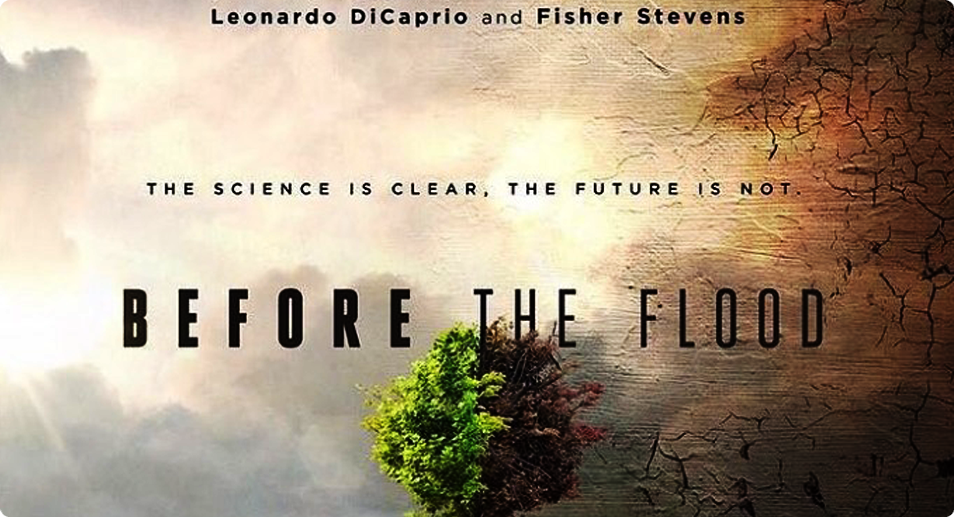 Leonardo DiCaprio and Fisher Stevens
THE SCIENCE IS CLEAR, THE FUTURE IS NOT.
BEFORE THE FLOOD